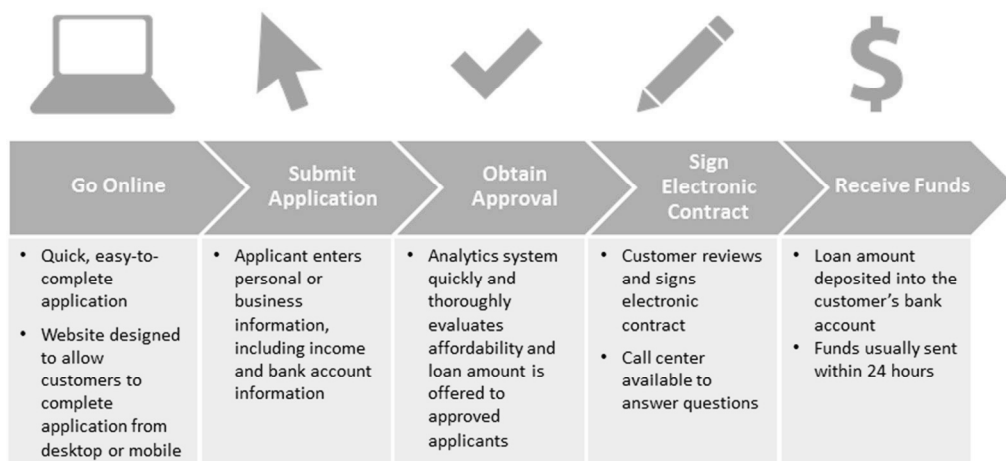 Go Online
Submit
Application
Obtain
Approval
Sign
Electronic
Contract
Receive Funds
• Quick, easy-to-
complete
application
• Website designed
to allow
customers to
complete
application from
desktop or mobile
• Applicant enters
personal or
business
information,
including income
and bank account
information
• Analytics system
quickly and
thoroughly
evaluates
affordability and
loan amount is
offered to
approved
applicants
• Customer reviews
and signs
electronic
contract
• Call center
available to
answer questions
• Loan amount
deposited into the
customer's bank
account
• Funds usually sent
within 24 hours